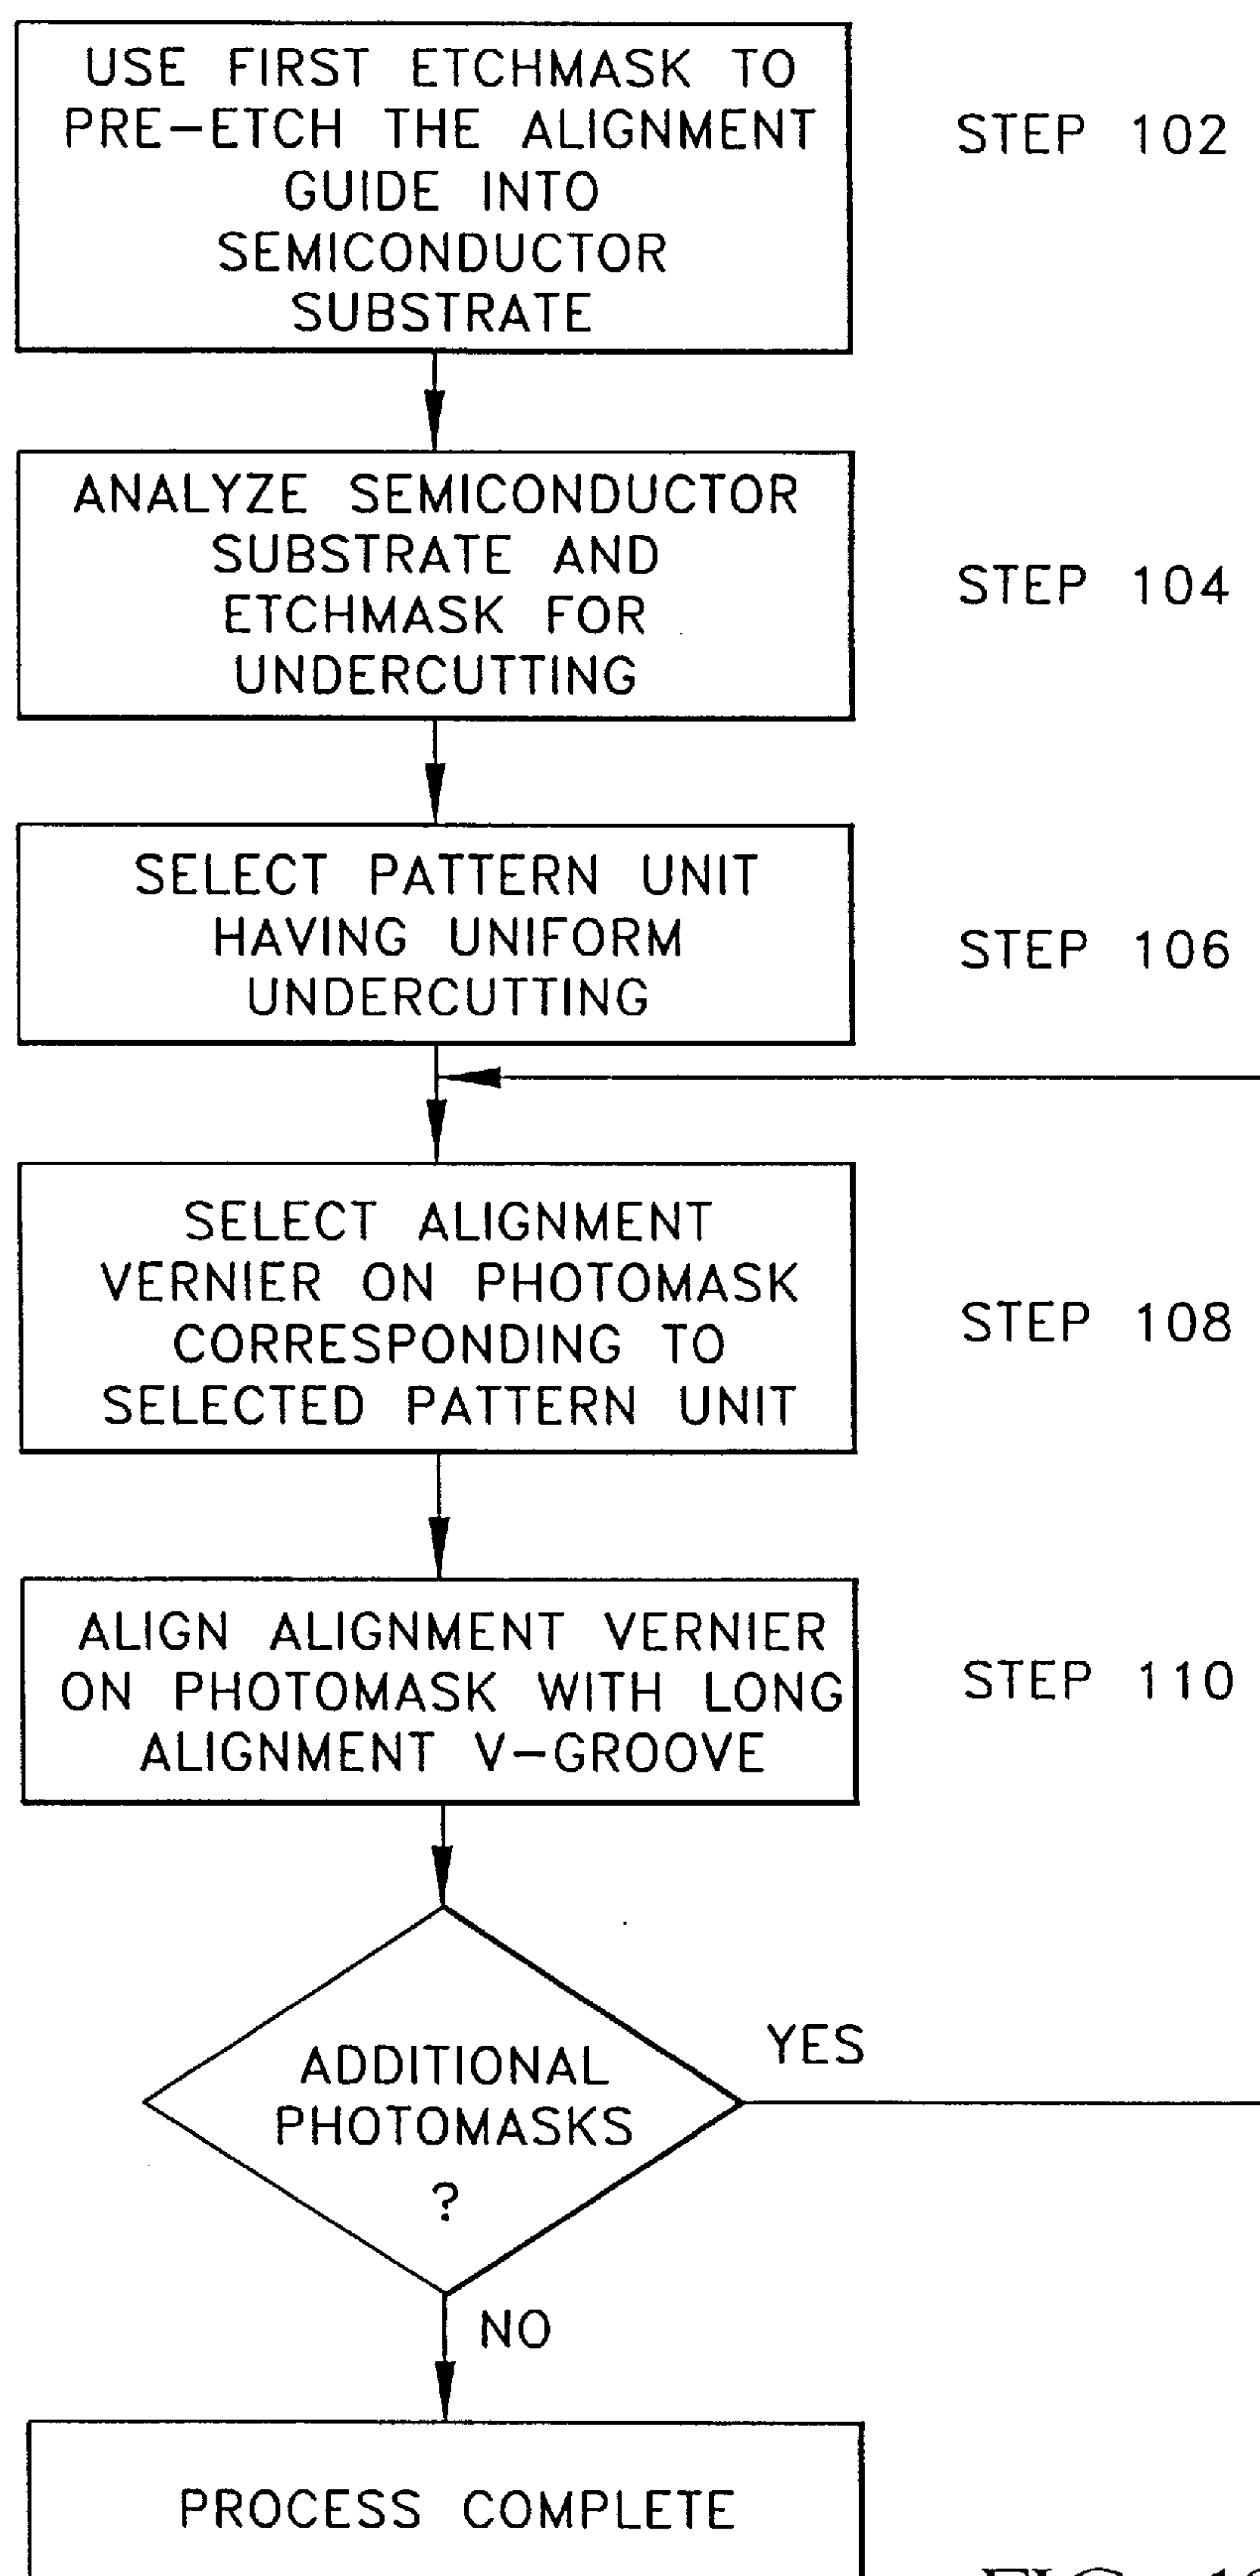 USE FIRST ETCHMASK TO
PRE-ETCH THE ALIGNMENT
GUIDE INTO
SEMICONDUCTOR
SUBSTRATE
STEP 102
ANALYZE SEMICONDUCTOR
SUBSTRATE AND
ETCHMASK FOR
UNDERCUTTING
STEP 104
SELECT PATTERN UNIT
HAVING UNIFORM
UNDERCUTTING
STEP 106
SELECT ALIGNMENT
VERNIER ON PHOTOMASK
CORRESPONDING TO
SELECTED PATTERN UNIT
STEP 108
ALIGN ALIGNMENT VERNIER
ON PHOTOMASK WITH LONG
ALIGNMENT V-GROOVE
STEP 110
ADDITIONAL
PHOTOMASKS
?
YES
NO
PROCESS COMPLETE